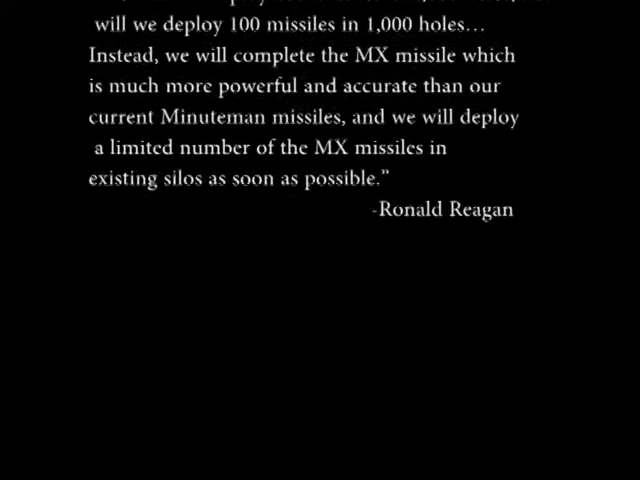 will we deploy 100 missiles in 1,000 holes…
Instead, we will complete the MX missile which
is much more powerful and accurate than our
current Minuteman missiles, and we will deploy
a limited number of the MX missiles in
existing silos as soon as possible.”
-Ronald Reagan